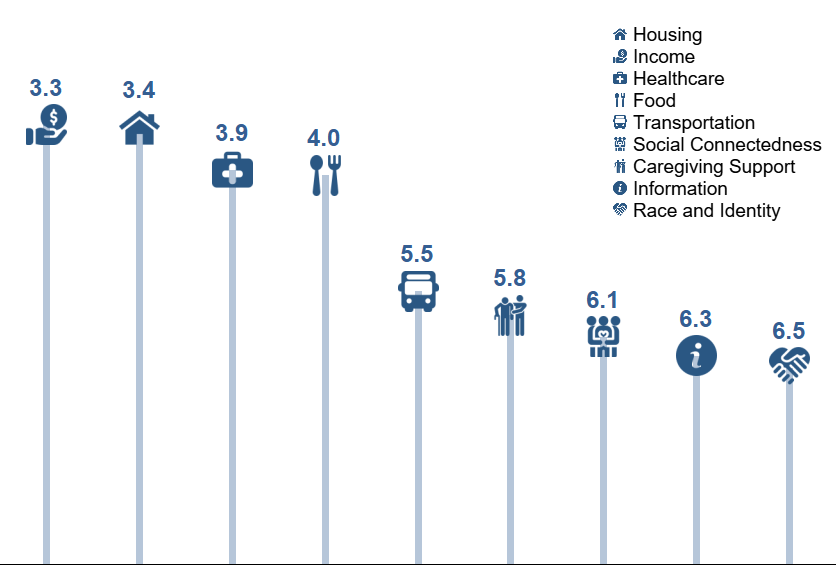 Housing
Income
Healthcare
Food
Transportation
Social Connectedness
Caregiving Support
Information
Race and Identity
3.3
3.4
3.9
4.0
5.5
5.8
6.1
6.3
6.5